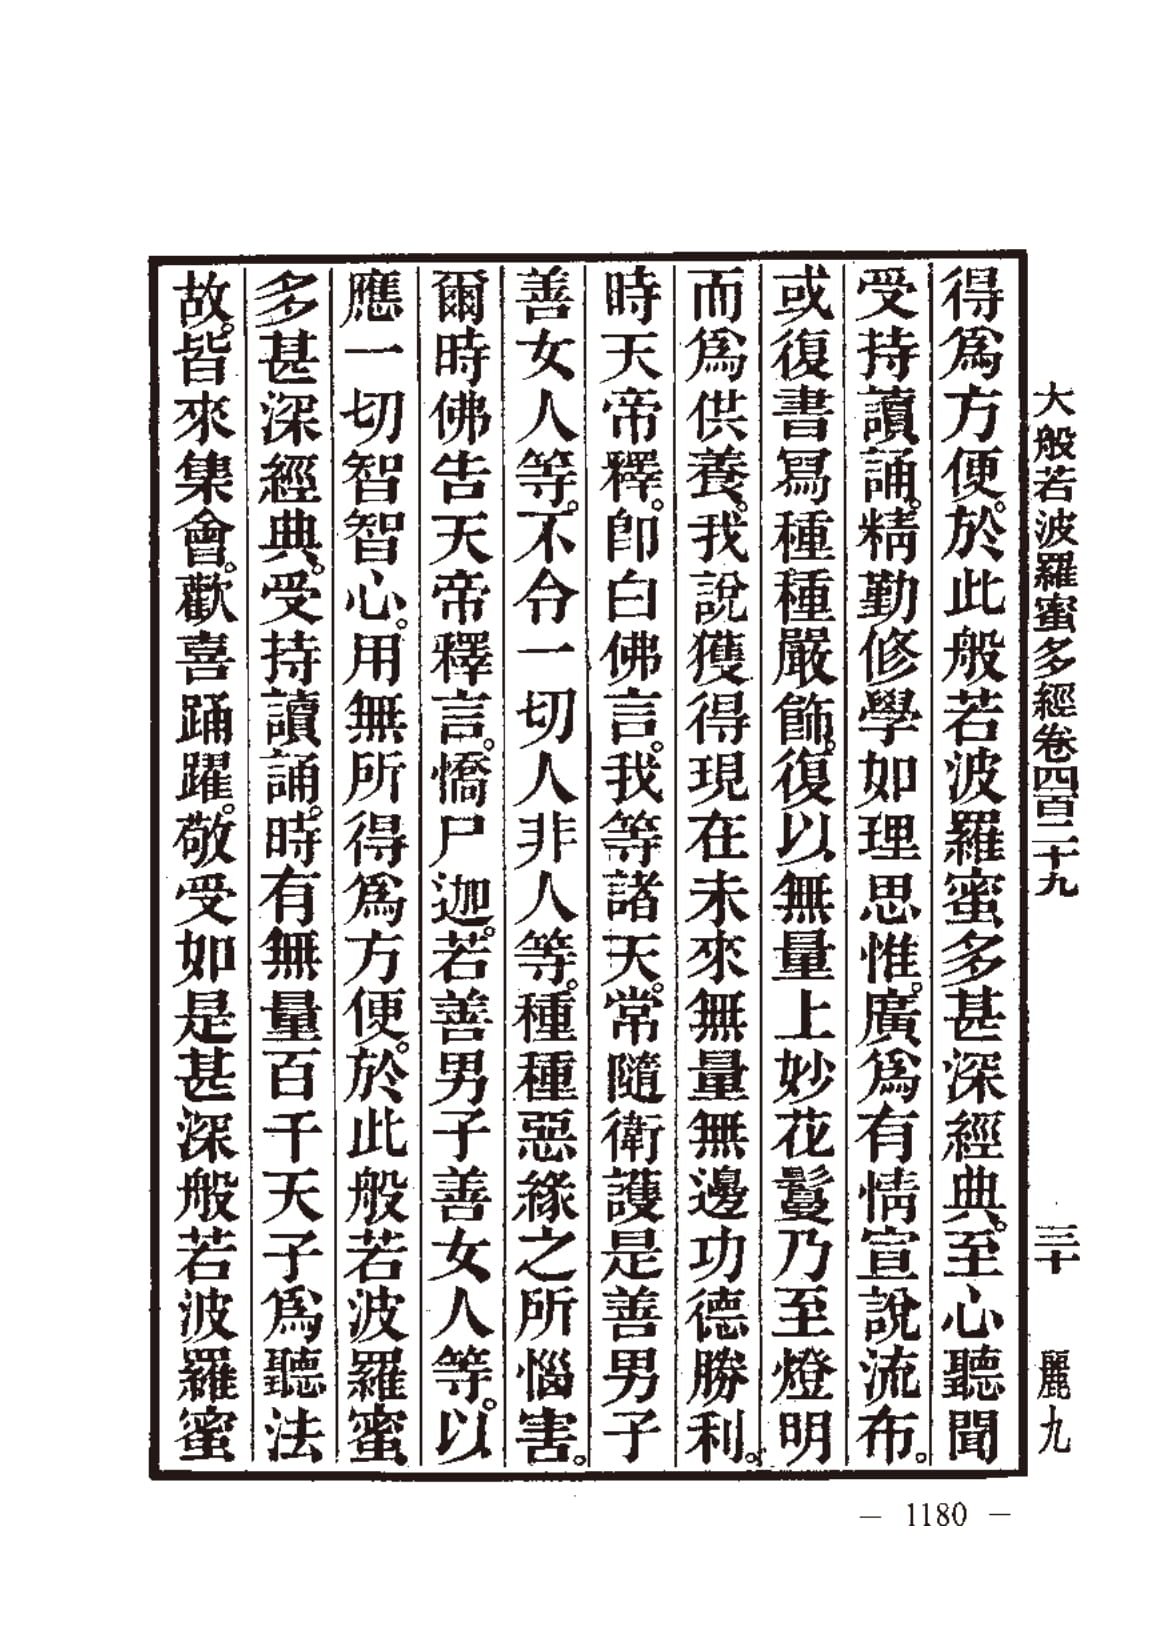 大般若波羅蜜多經卷四百二十九 三十 麗九
得爲方便。於此般若波羅蜜多甚深經典。至心聽聞
受持讀誦。精勤修學如理思惟。廣爲有情宣說流布。
或復書寫種種嚴飾。復以無量上妙花鬘乃至燈明
而爲供養。我說獲得現在未來無量無邊功德勝利。
時天帝釋。卽白佛言。我等諸天。常隨衛護是善男子
善女人等。不令一切人非人等。種種惡緣之所惱害。
爾時佛告天帝釋言。憍尸迦。若善男子善女人等。以
應一切智智心。用無所得爲方便。於此般若波羅蜜
多甚深經典。受持讀誦。時有無量百千天子爲聽法
故。皆來集會。歡喜踊躍。敬受如是甚深般若波羅蜜
— 1180 —